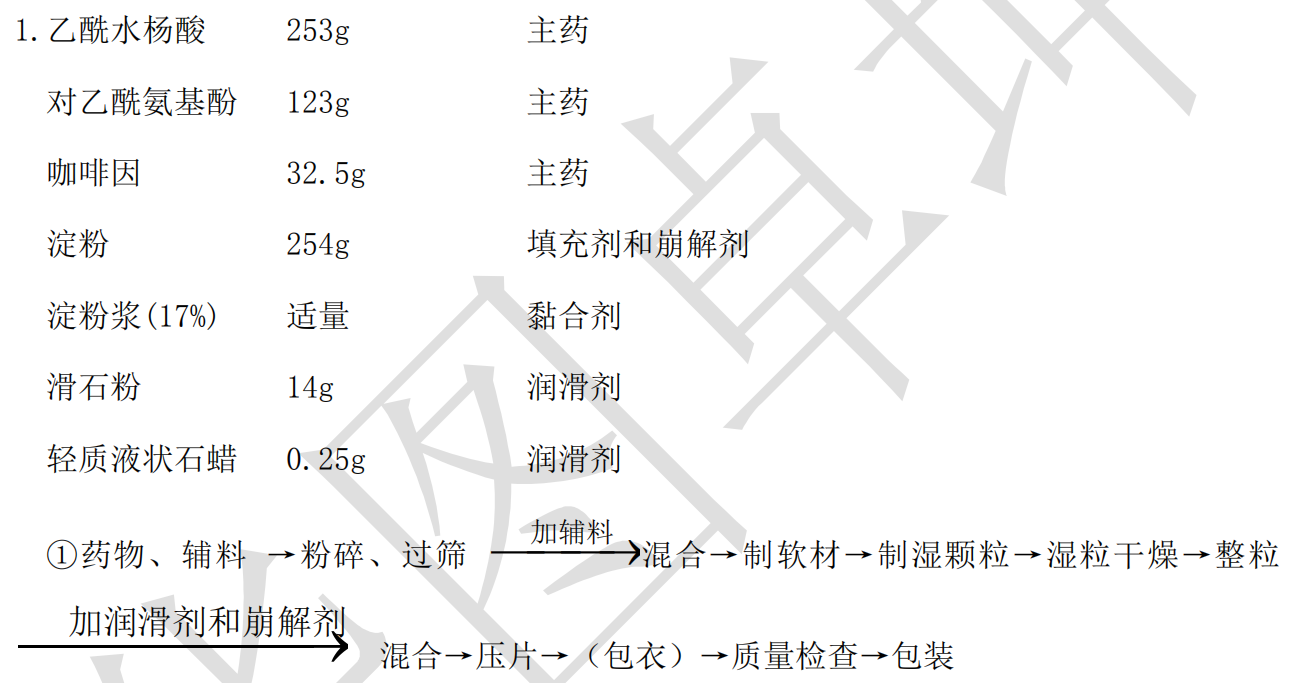 1.乙酰水杨酸 253g 主药
对乙酰氨基酚 123g 主药
咖啡因 32.5g 主药
淀粉 254g 填充剂和崩解剂
淀粉浆(17%) 适量 黏合剂
滑石粉 14g 润滑剂
轻质液状石蜡 0.25g 润滑剂
加辅料
①药物、辅料 →粉碎、过筛 →混合→制软材→制湿颗粒→湿粒干燥→整粒
加润滑剂和崩解剂
→ 混合→压片→（包衣）→质量检查→包装
图卓